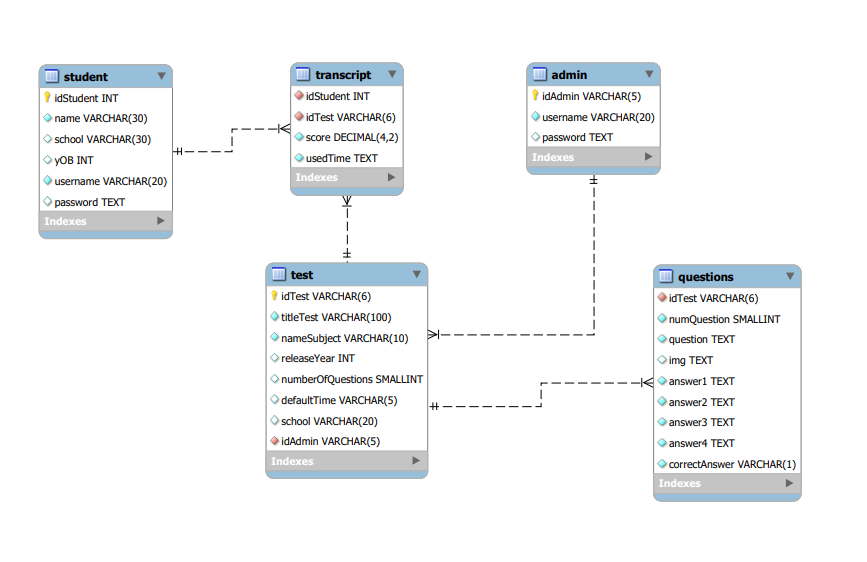 student
idStudent INT
name VARCHAR(30)
school VARCHAR(30)
yOB INT
username VARCHAR(20)
password TEXT
Indexes
transcript
idStudent INT
idTest VARCHAR(6)
score DECIMAL(4,2)
usedTime TEXT
Indexes
admin
idAdmin VARCHAR(5)
username VARCHAR(20)
password TEXT
Indexes
test
idTest VARCHAR(6)
titleTest VARCHAR(100)
nameSubject VARCHAR(10)
releaseYear INT
numberOfQuestions SMALLINT
defaultTime VARCHAR(5)
school VARCHAR(20)
idAdmin VARCHAR(5)
Indexes
questions
idTest VARCHAR(6)
numQuestion SMALLINT
question TEXT
img TEXT
answer1 TEXT
answer2 TEXT
answer3 TEXT
answer4 TEXT
correctAnswer VARCHAR(1)
Indexes